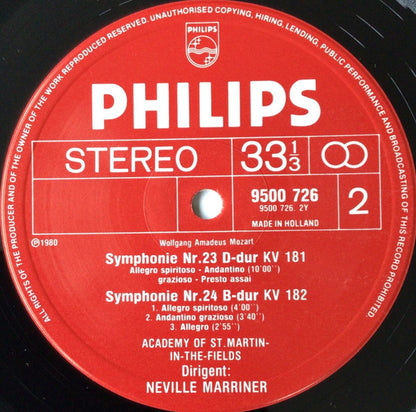 ALL RIGHTS OF THE PRODUCER AND OF THE OWNER OF THE WORK REPRODUCED RESERVED. UNAUTHORISED COPYING, HIRING, LENDING, PUBLIC PERFORMANCE AND BROADCASTING OF THIS RECORD PROHIBITED
PHILIPS
PHILIPS
STEREO
33 1/3
9500 726
9500 726. 2Y
MADE IN HOLLAND
2
Ⓟ1980
Wolfgang Amadeus Mozart
Symphonie Nr.23 D-dur KV 181
Allegro spiritoso - Andantino (10'00'')
grazioso - Presto assai
Symphonie Nr.24 B-dur KV 182
1. Allegro spiritoso (4'00'')
2. Andantino grazioso (3'40'')
3. Allegro (2'55'')
ACADEMY OF ST.MARTIN-
IN-THE-FIELDS
Dirigent:
NEVILLE MARRINER